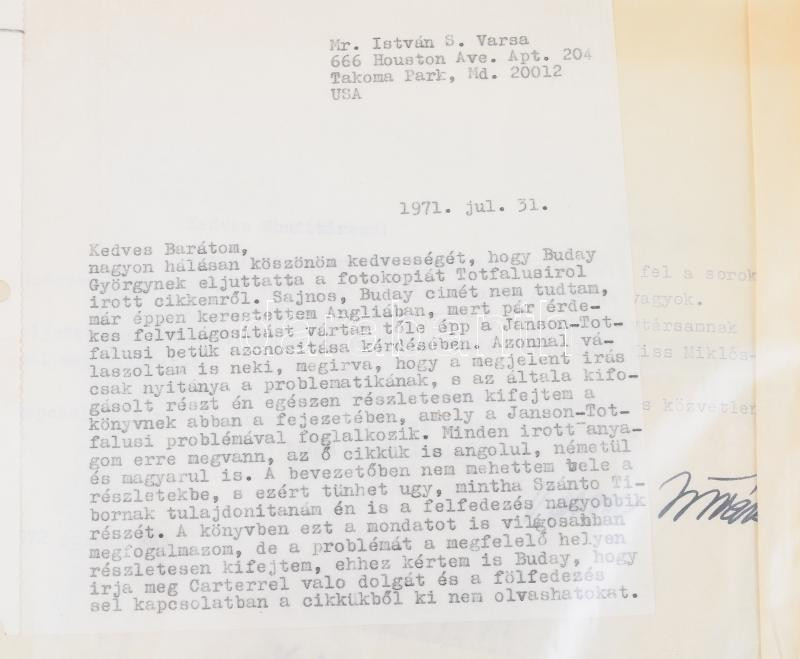 Mr. István S. Varsa
666 Houston Ave. Apt. 204
Takoma Park, Md. 20012
USA
1971. jul. 31.
Kedves Barátom,
nagyon hálásan köszönöm kedvességét, hogy Buday
Györgynek eljuttatta a fotokopiát Totfalusirol
irott cikkemről. Sajnos, Buday cimét nem tudtam,
már éppen kerestettem Angliában, mert pár érde-
kes felvilágositást vártam tőle épp a Janson-Tot-
falusi betük azonositása kérdésében. Azonnal vá-
laszoltam is neki, megirva, hogy a megjelent irás
csak nyitánya a problematikának, s az általa kifo-
gásolt részt én egészen részletesen kifejtem a
könyvnek abban a fejezetében, amely a Janson-Tot-
falusi problémával foglalkozik. Minden irott anya-
gom erre megvann, az ő cikkük is angolul, németül
és magyarul is. A bevezetőben nem mehettem bele a
részletekbe, s ezért tünhet ugy, mintha Szánto Ti-
bornak tulajdonitanám én is a felfedezés nagyobbik
részét. A könyvben ezt a mondatot is világosabban
megfogalmazom, de a problémát a megfelelő helyen
részletesen kifejtem, ehhez kértem is Buday, hogy
irja meg Carterrel valo dolgát és a fölfedezés
sel kapcsolatban a cikkükből ki nem olvashatokat.
fel a sorok
vagyok.
társamnak
iss Miklós-
s közvetlen